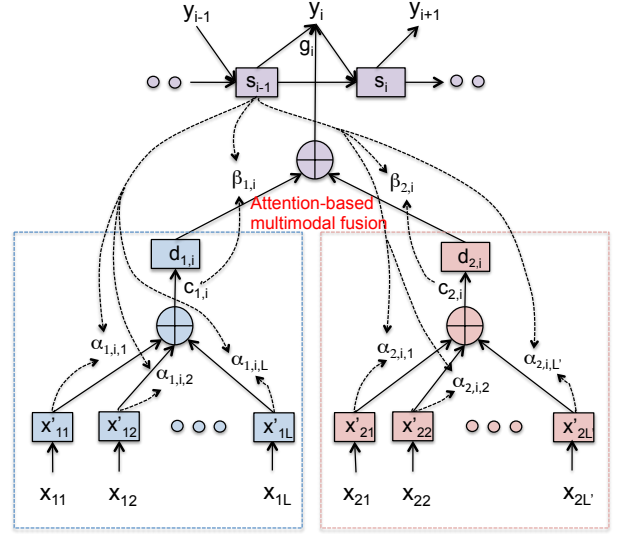 y_{i-1} y_i y_{i+1}
g_i
s_{i-1} s_i
β_{1,i} β_{2,i}
Attention-based
multimodal fusion
d_{1,i} d_{2,i}
c_{1,i} c_{2,i}
α_{1,i,1} α_{1,i,L} α_{2,i,1} α_{2,i,L'}
α_{1,i,2} α_{2,i,2}
x'_{11} x'_{12} x'_{1L} x'_{21} x'_{22} x'_{2L'}
x_{11} x_{12} x_{1L} x_{21} x_{22} x_{2L'}